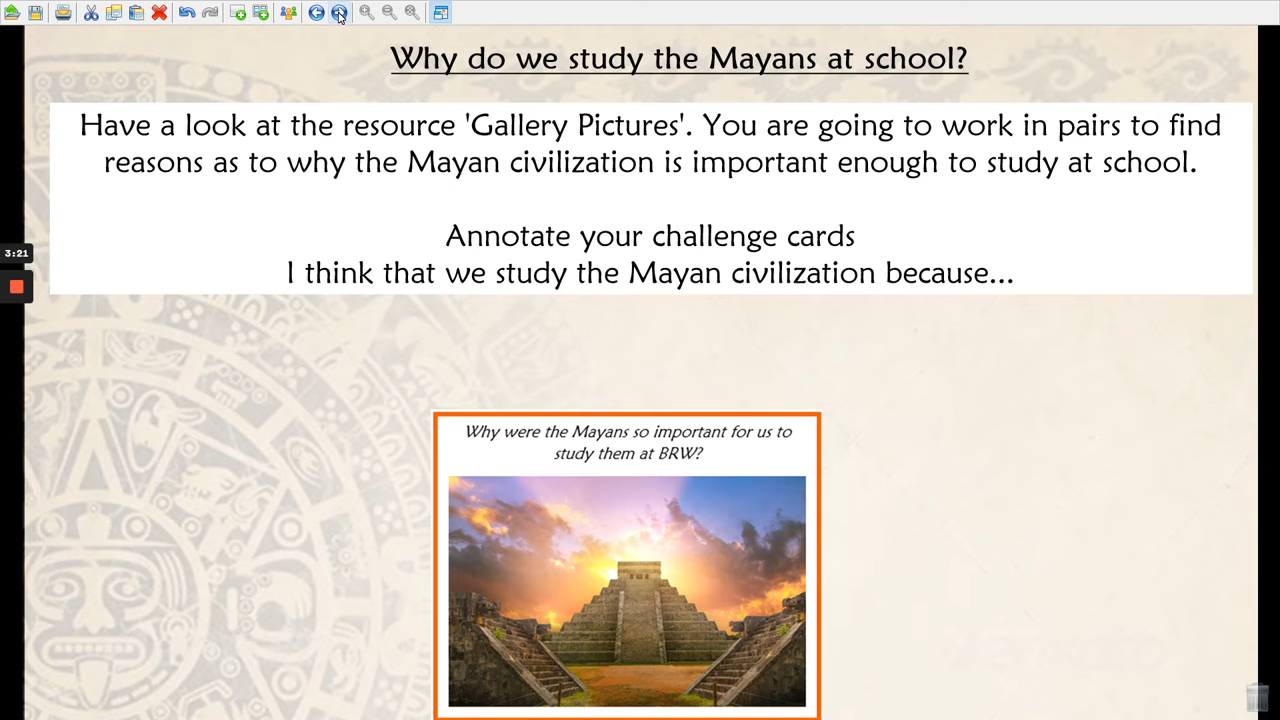 Why do we study the Mayans at school?
Have a look at the resource 'Gallery Pictures'. You are going to work in pairs to find
reasons as to why the Mayan civilization is important enough to study at school.
Annotate your challenge cards
I think that we study the Mayan civilization because...
3:21
Why were the Mayans so important for us to
study them at BRW?